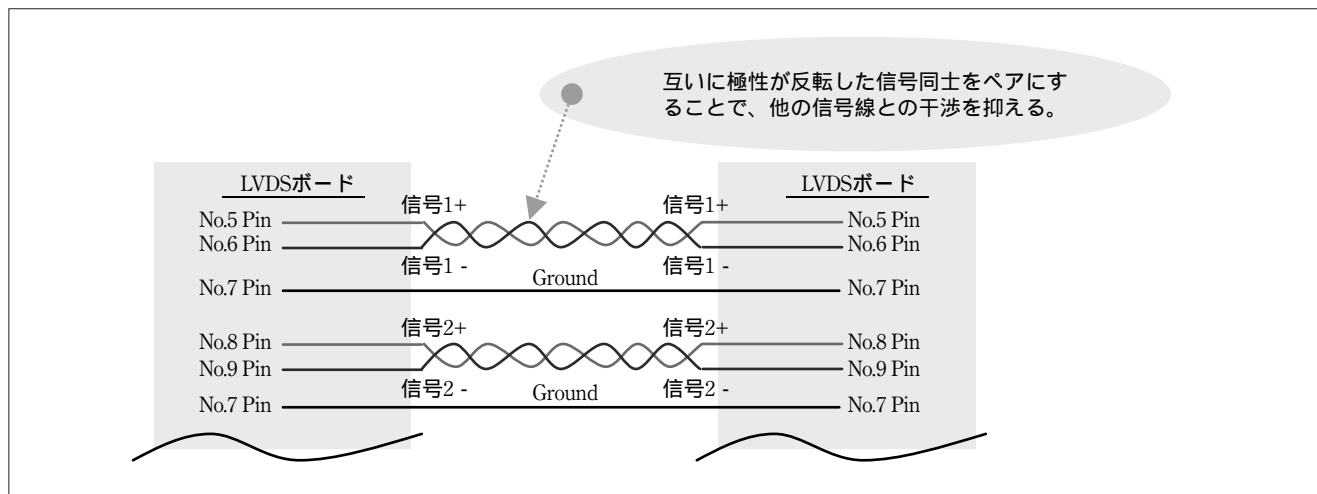 互いに極性が反転した信号同士をペアにす
ることで、他の信号線との干渉を抑える。
LVDSボード
LVDSボード
信号1+
信号1+
No.5 Pin
No.5 Pin
No.6 Pin
No.6 Pin
信号1 -
Ground
信号1 -
No.7 Pin
No.7 Pin
信号2+
信号2+
No.8 Pin
No.8 Pin
No.9 Pin
No.9 Pin
信号2 -
Ground
信号2 -
No.7 Pin
No.7 Pin